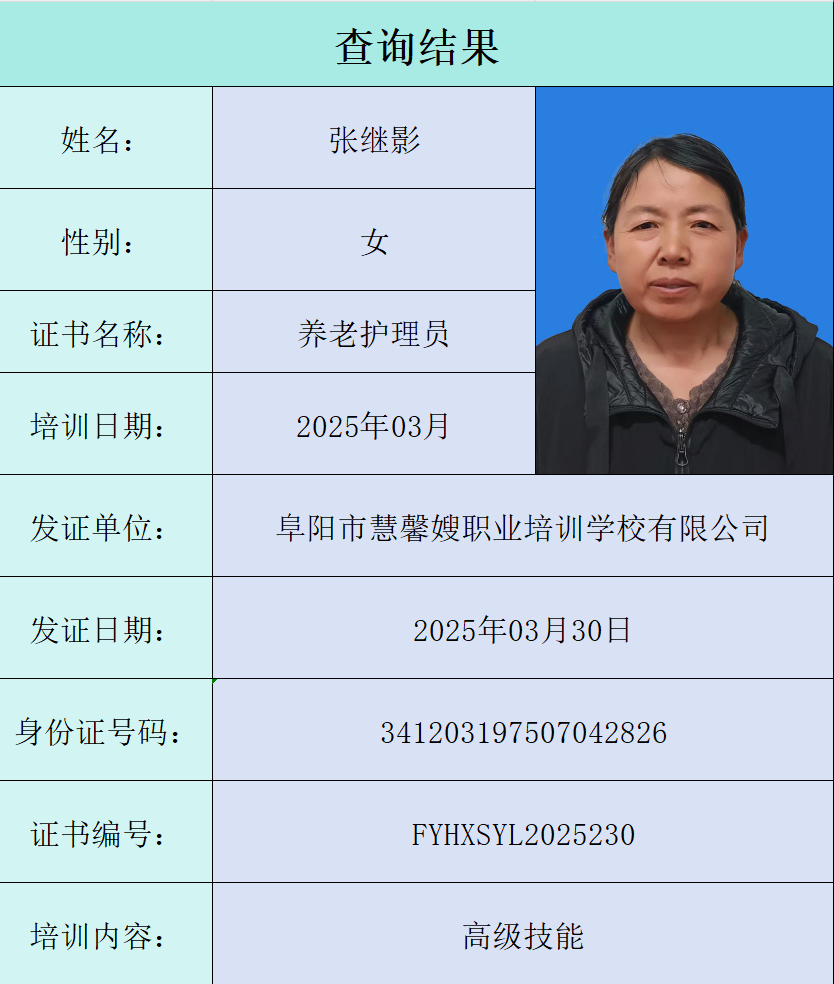 查询结果
姓名： 张继影
性别： 女
证书名称： 养老护理员
培训日期： 2025年03月
发证单位： 阜阳市慧馨嫂职业培训学校有限公司
发证日期： 2025年03月30日
身份证号码： 341203197507042826
证书编号： FYHXSYL2025230
培训内容： 高级技能